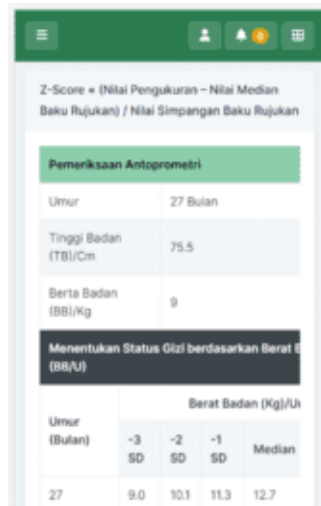 Z-Score = (Nilai Pengukuran – Nilai Median
Baku Rujukan) / Nilai Simpangan Baku Rujukan
Pemeriksaan Antoprometri
Umur 27 Bulan
Tinggi Badan
(TB)/Cm 75.5
Berta Badan
(BB)/Kg 9
Menentukan Status Gizi berdasarkan Berat B
(BB/U)
Berat Badan (Kg)/U
Umur
(Bulan) -3 SD -2 SD -1 SD Median
27 9.0 10.1 11.3 12.7